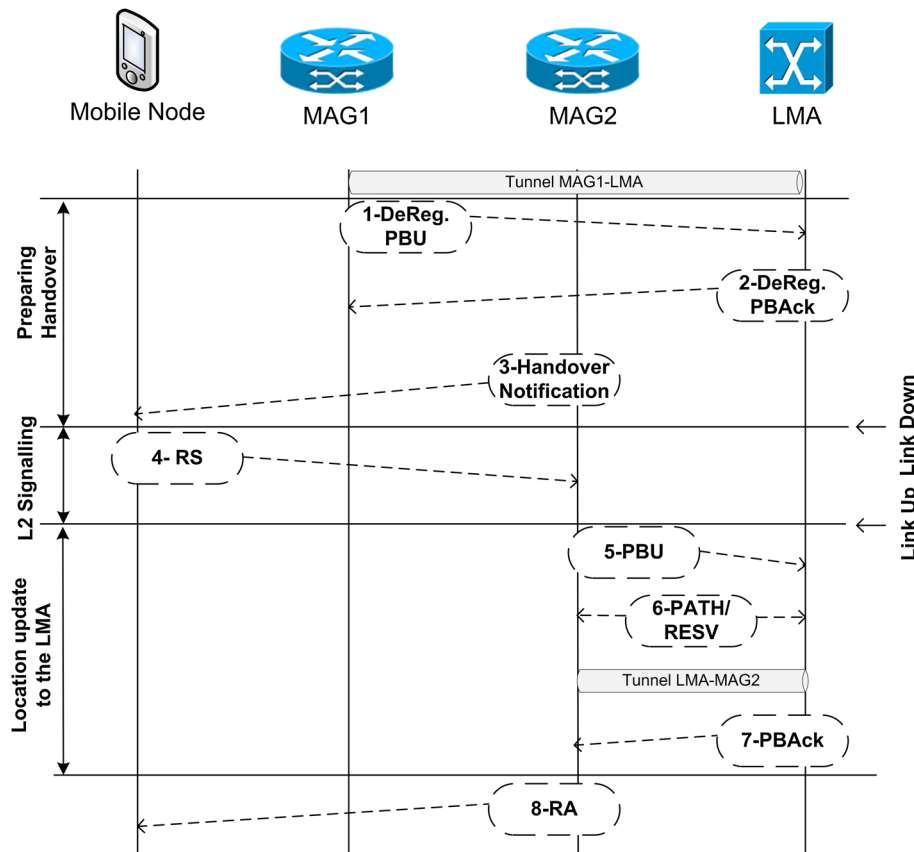 Mobile Node
MAG1
MAG2
LMA
Tunnel MAG1-LMA
Preparing
Handover
1-DeReg.
PBU
2-DeReg.
PBAck
3-Handover
Notification
Link Down
L2 Signalling
4- RS
Link Up
Location update
to the LMA
5-PBU
6-PATH/
RESV
Tunnel LMA-MAG2
7-PBAck
8-RA